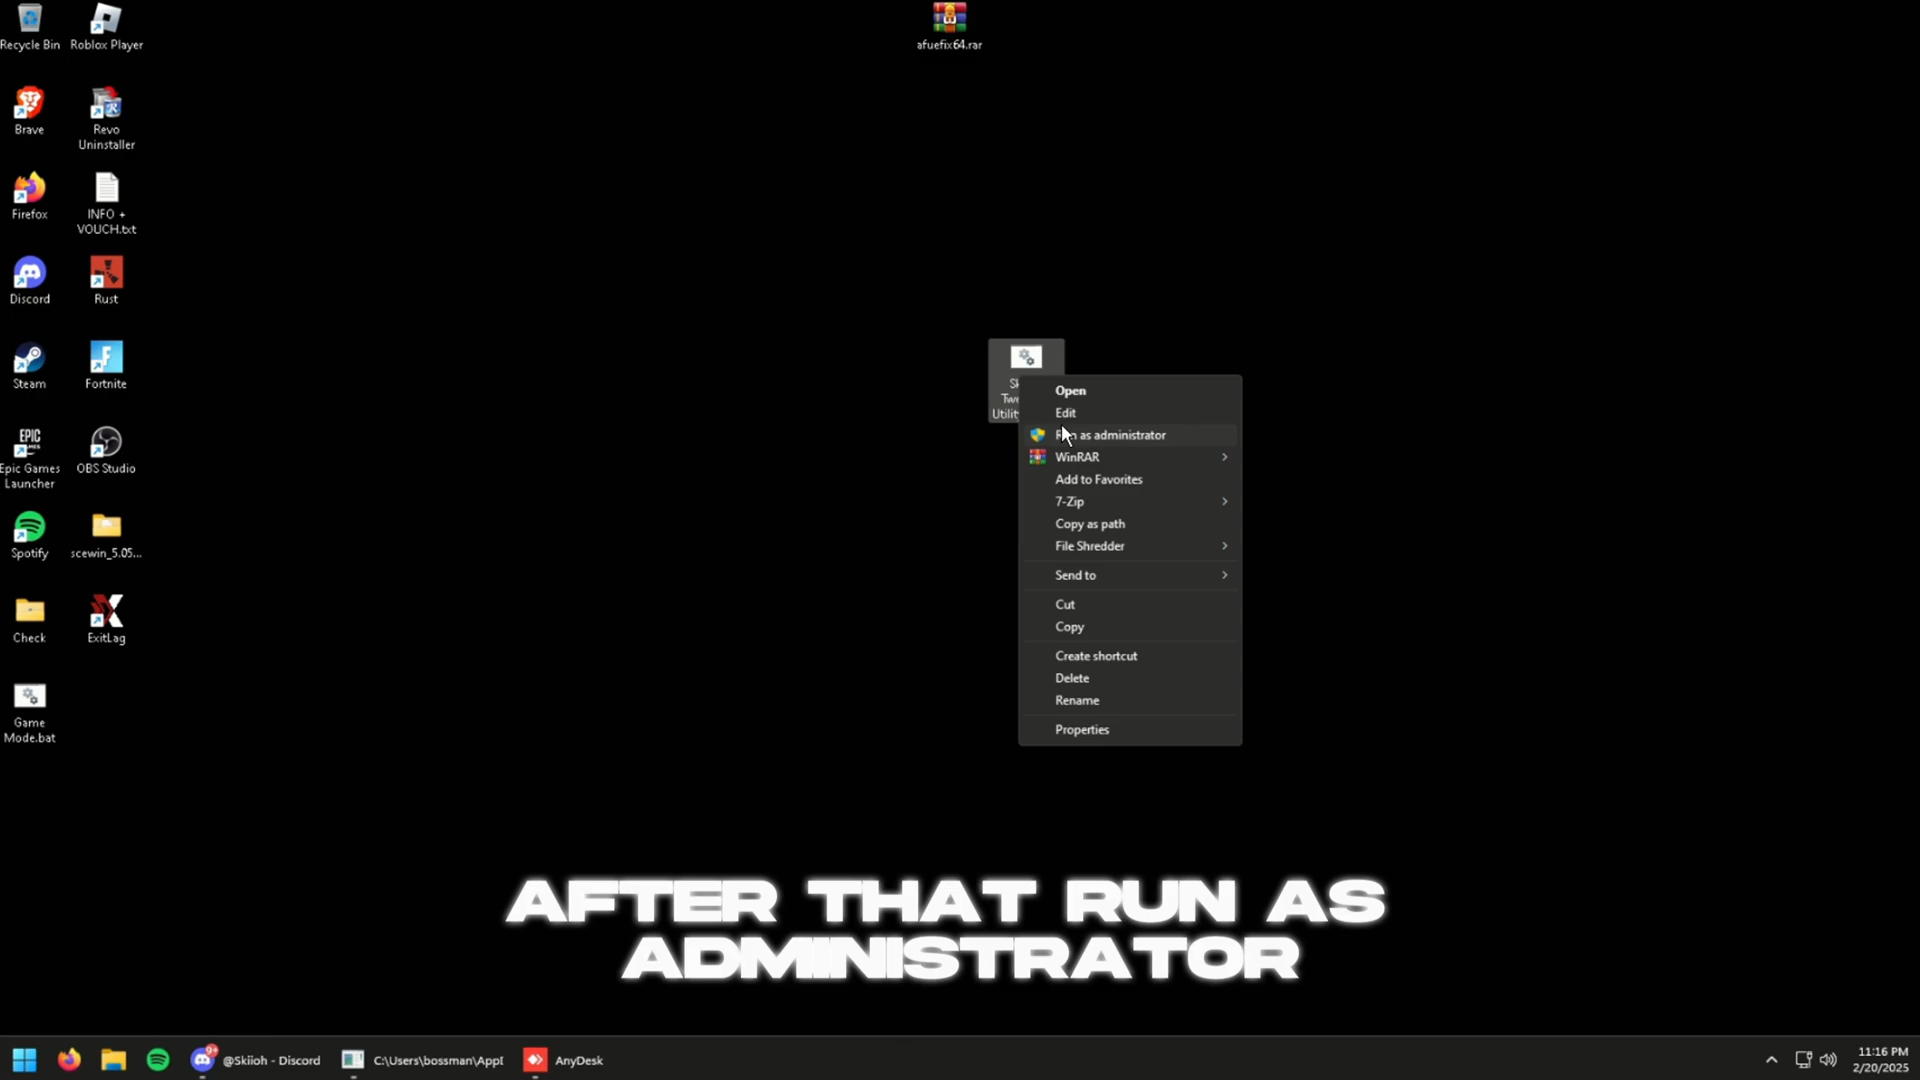 Recycle Bin
Roblox Player
afuefix64.rar
Brave
Revo
Uninstaller
Firefox
INFO +
VOUCH.txt
Discord
Rust
Steam
Fortnite
Epic Games
Launcher
OBS Studio
Spotify
scewin_5.05...
Check
ExitLag
Game
Mode.bat
Utility
Open
Edit
Run as administrator
WinRAR
Add to Favorites
7-Zip
Copy as path
File Shredder
Send to
Cut
Copy
Create shortcut
Delete
Rename
Properties
AFTER THAT RUN AS
ADMINISTRATOR
@Skiioh - Discord
C:\Users\bossman\AppD
AnyDesk
11:16 PM
2/20/2025